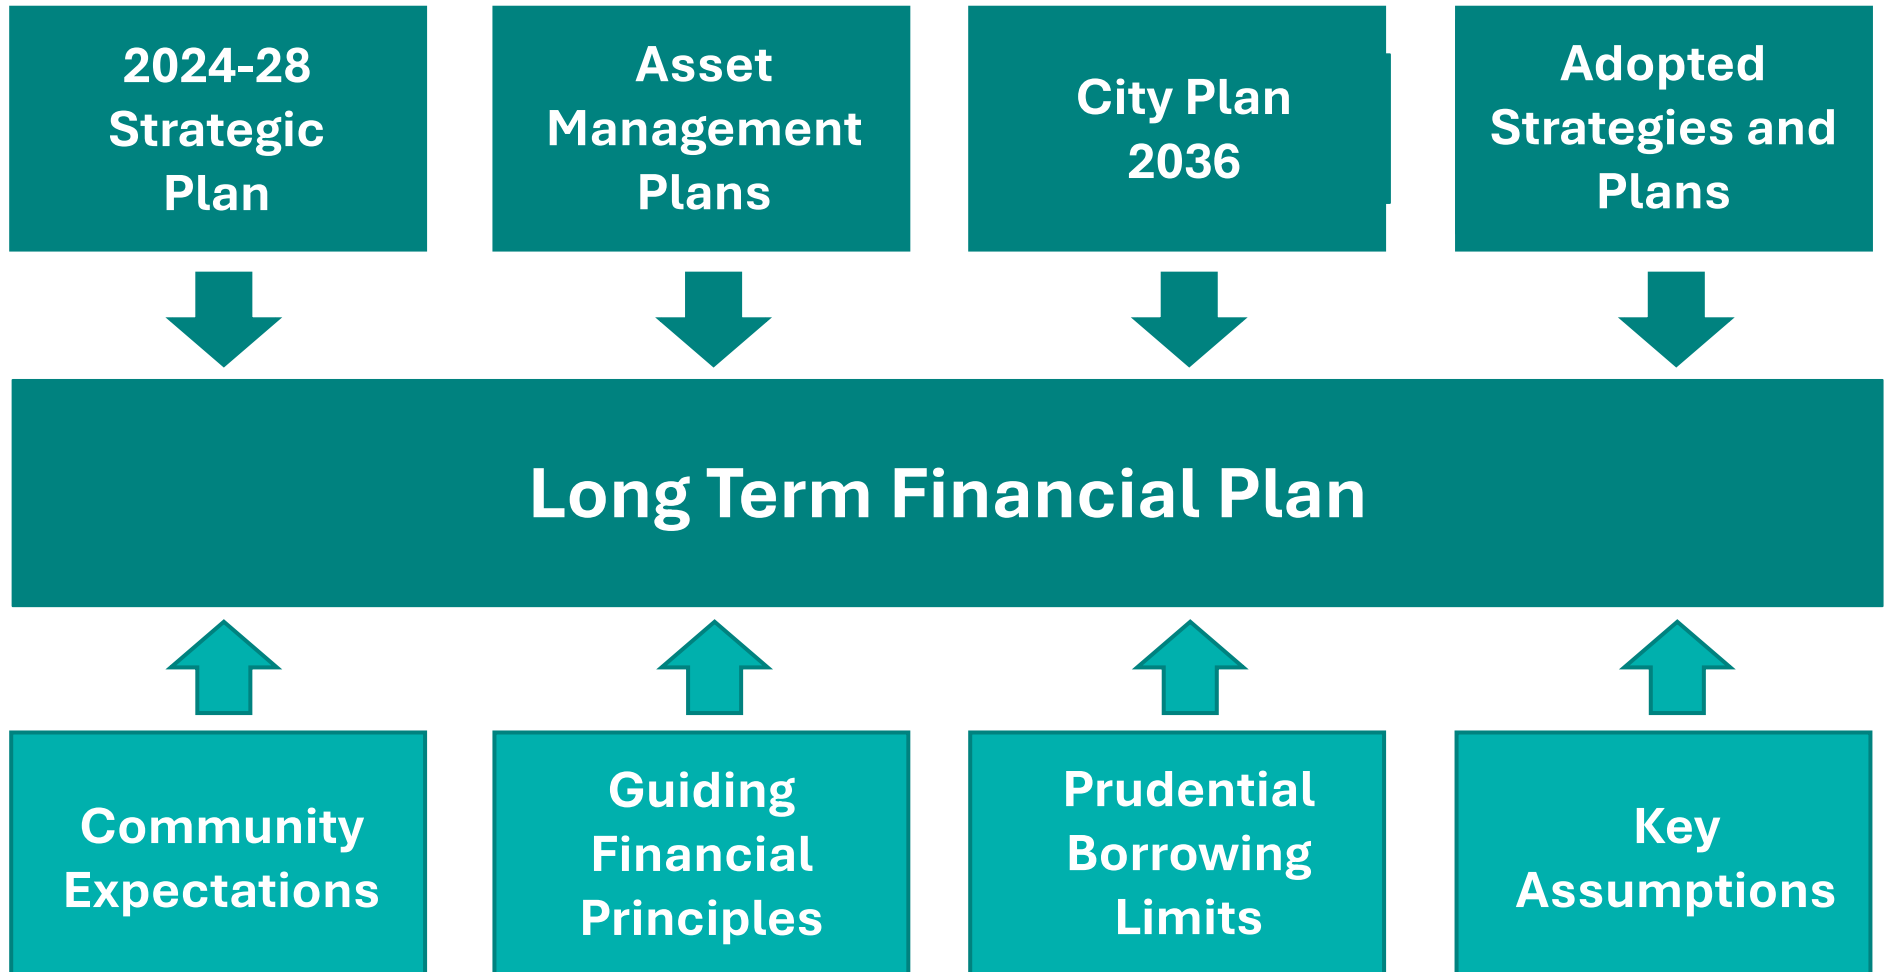 2024-28
Strategic
Plan
Asset
Management
Plans
City Plan
2036
Adopted
Strategies and
Plans
Long Term Financial Plan
Community
Expectations
Guiding
Financial
Principles
Prudential
Borrowing
Limits
Key
Assumptions